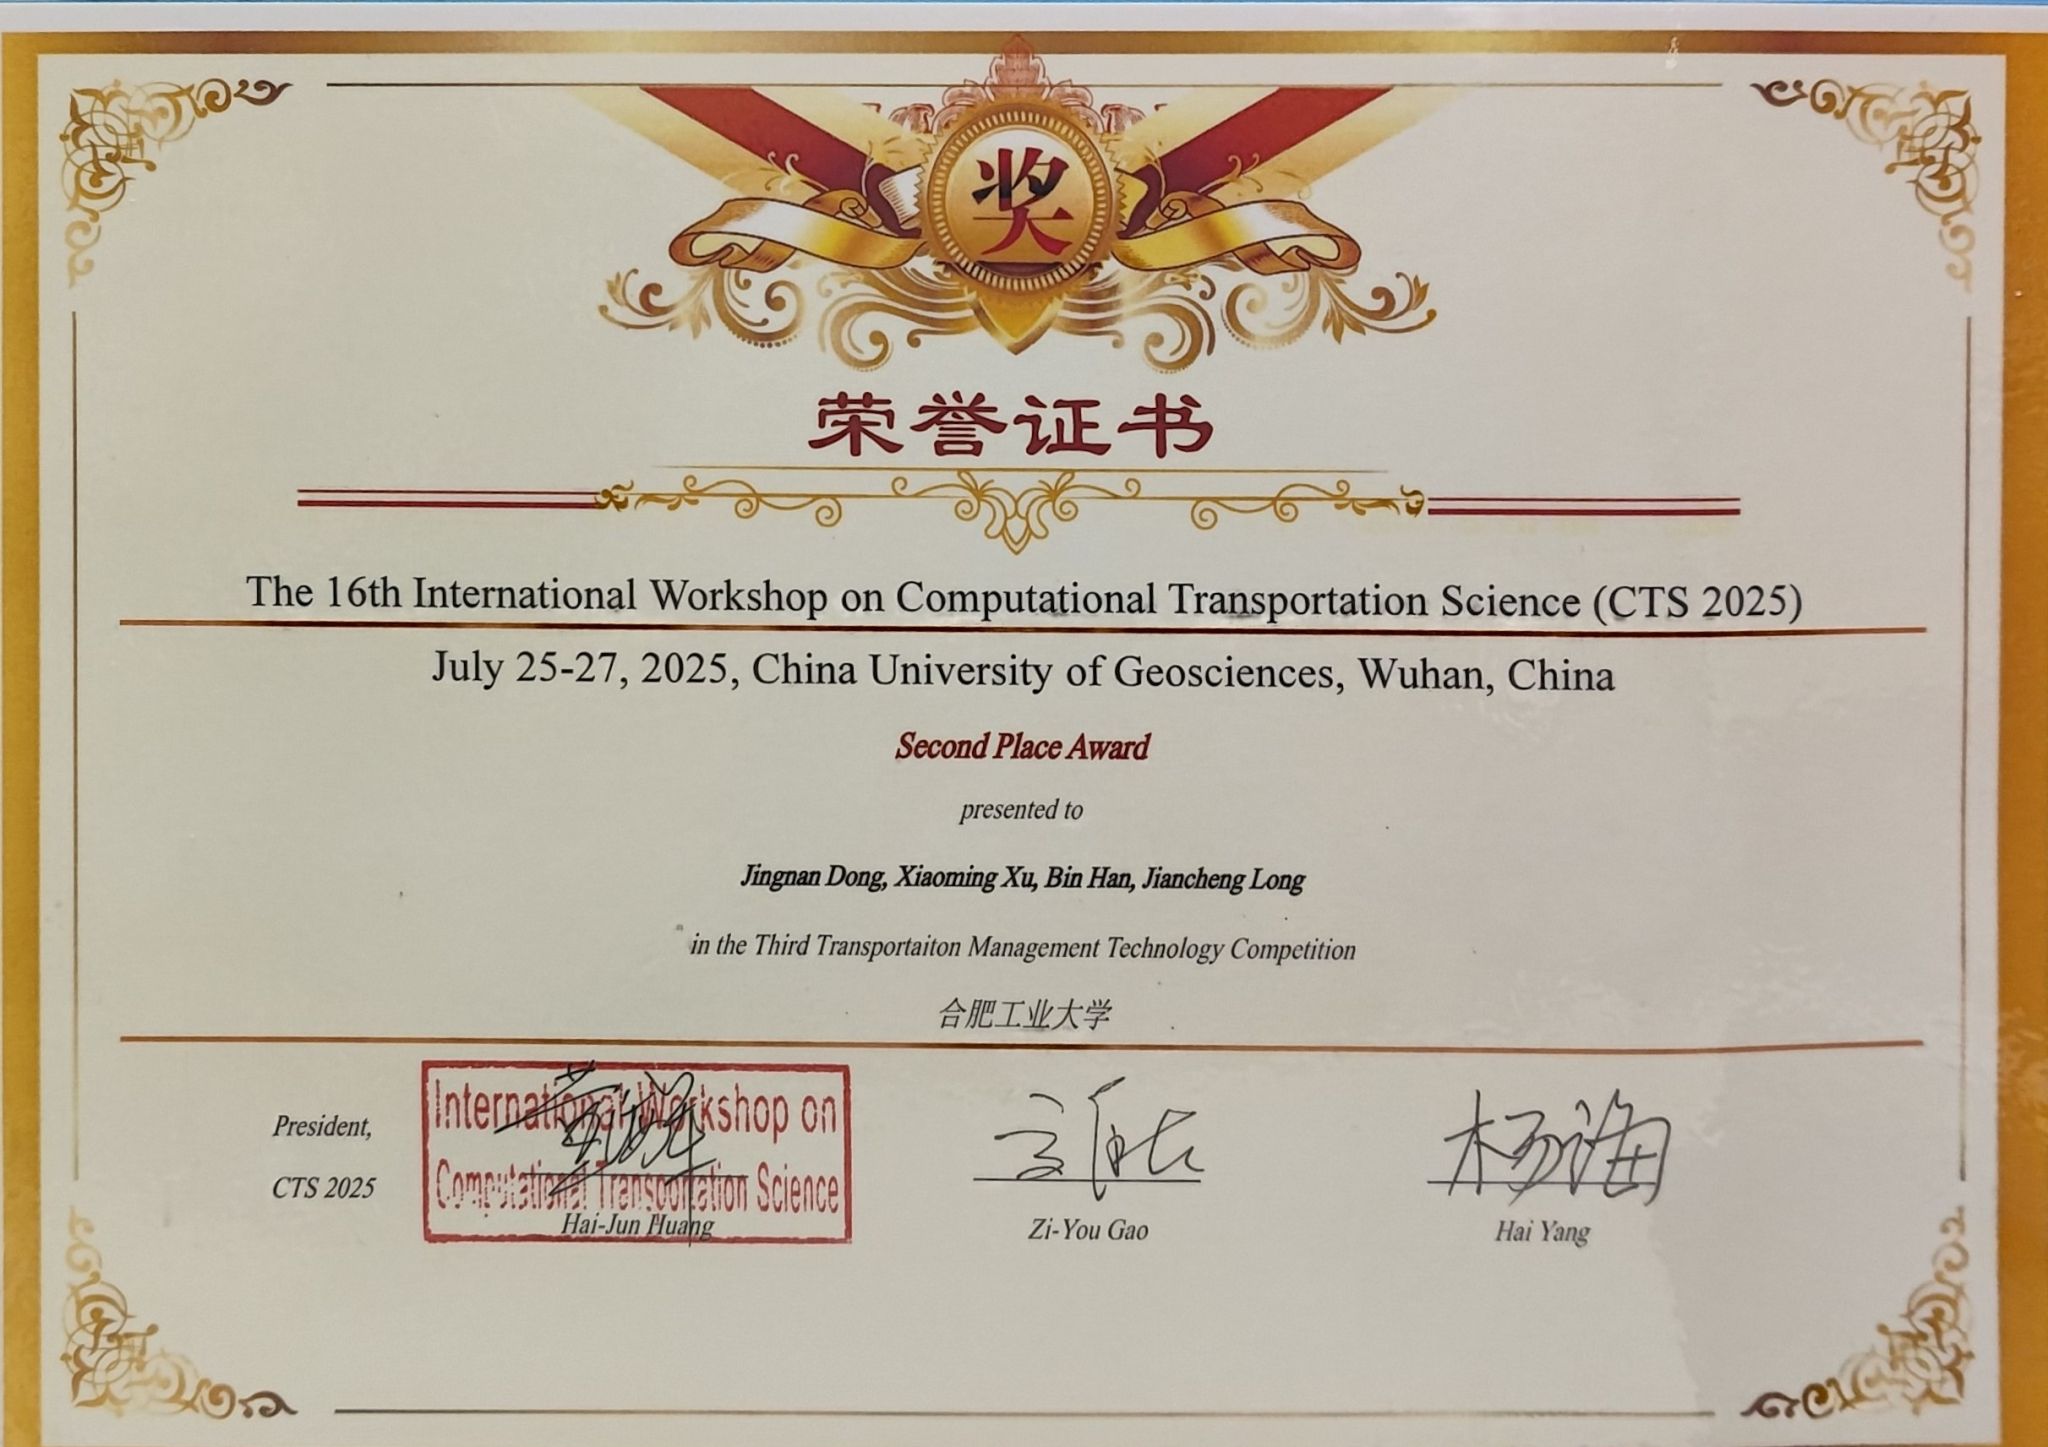 奖
荣誉证书
The 16th International Workshop on Computational Transportation Science (CTS 2025)
July 25-27, 2025, China University of Geosciences, Wuhan, China
Second Place Award
presented to
Jingnan Dong, Xiaoming Xu, Bin Han, Jiancheng Long
in the Third Transportaiton Management Technology Competition
合肥工业大学
President,
CTS 2025
International Workshop on
Computational Transportation Science
Hai-Jun Huang
Zi-You Gao
杨海
Hai Yang